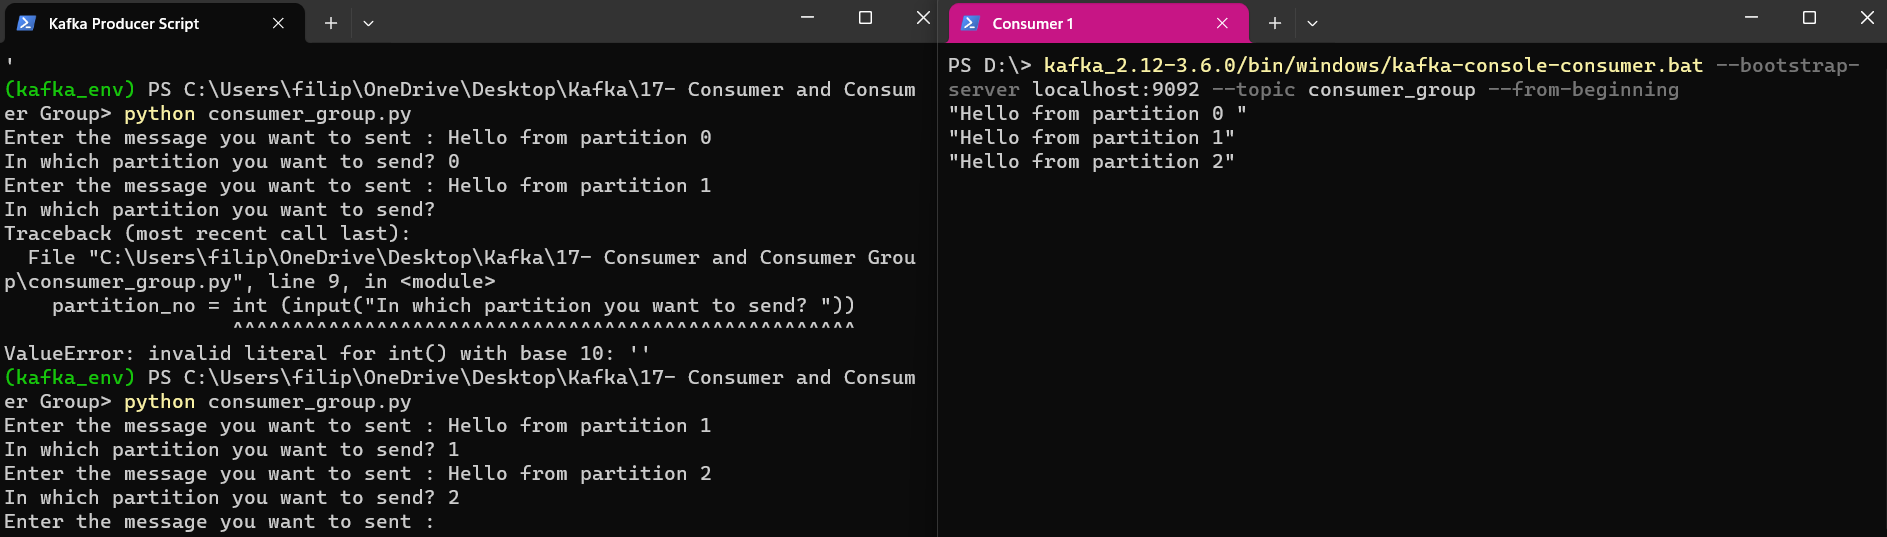 Kafka Producer Script
'
(kafka_env) PS C:\Users\filip\OneDrive\Desktop\Kafka\17- Consumer and Consum
er Group> python consumer_group.py
Enter the message you want to sent : Hello from partition 0
In which partition you want to send? 0
Enter the message you want to sent : Hello from partition 1
In which partition you want to send?
Traceback (most recent call last):
  File "C:\Users\filip\OneDrive\Desktop\Kafka\17- Consumer and Consumer Grou
p\consumer_group.py", line 9, in <module>
    partition_no = int (input("In which partition you want to send? "))
                   ^^^^^^^^^^^^^^^^^^^^^^^^^^^^^^^^^^^^^^^^^^^^^^^^^^^^
ValueError: invalid literal for int() with base 10: ''
(kafka_env) PS C:\Users\filip\OneDrive\Desktop\Kafka\17- Consumer and Consum
er Group> python consumer_group.py
Enter the message you want to sent : Hello from partition 1
In which partition you want to send? 1
Enter the message you want to sent : Hello from partition 2
In which partition you want to send? 2
Enter the message you want to sent :
Consumer 1
PS D:\> kafka_2.12-3.6.0/bin/windows/kafka-console-consumer.bat --bootstrap-
server localhost:9092 --topic consumer_group --from-beginning
"Hello from partition 0 "
"Hello from partition 1"
"Hello from partition 2"